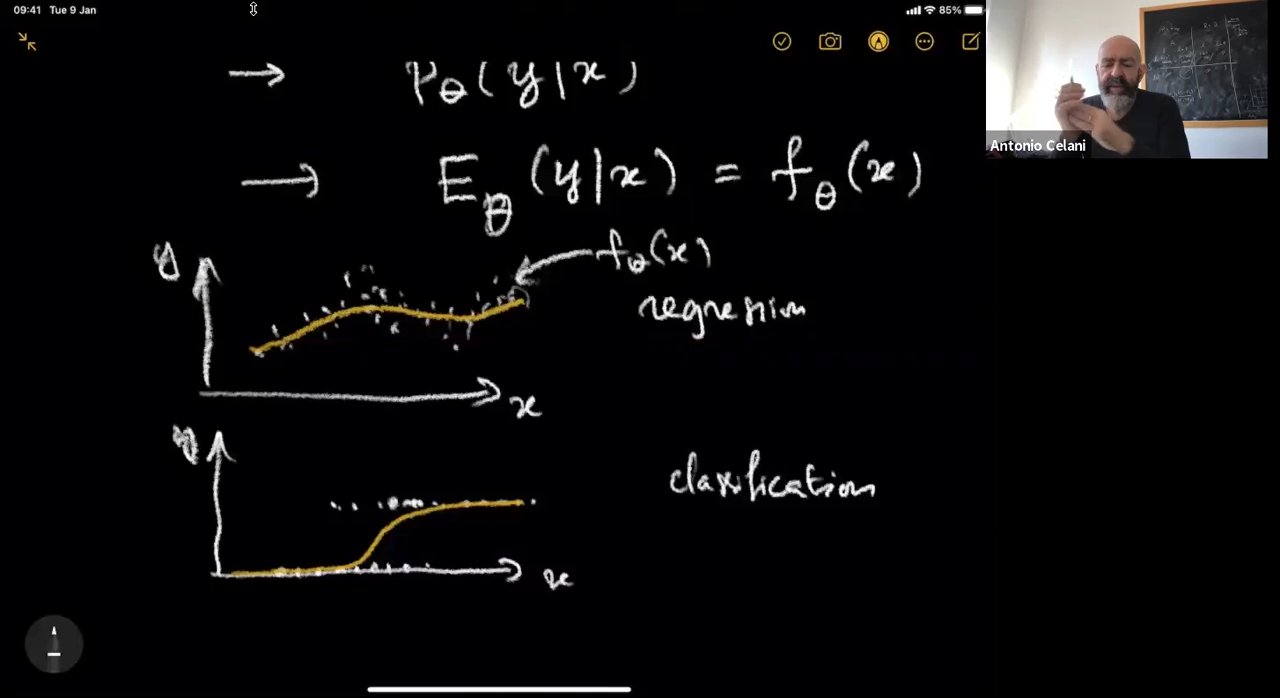 09:41 Tue 9 Jan 85%
→ pθ(y|x)
→ Eθ(y|x) = fθ(x)
y
fθ(x)
regression
x
y
classification
x
Antonio Celani